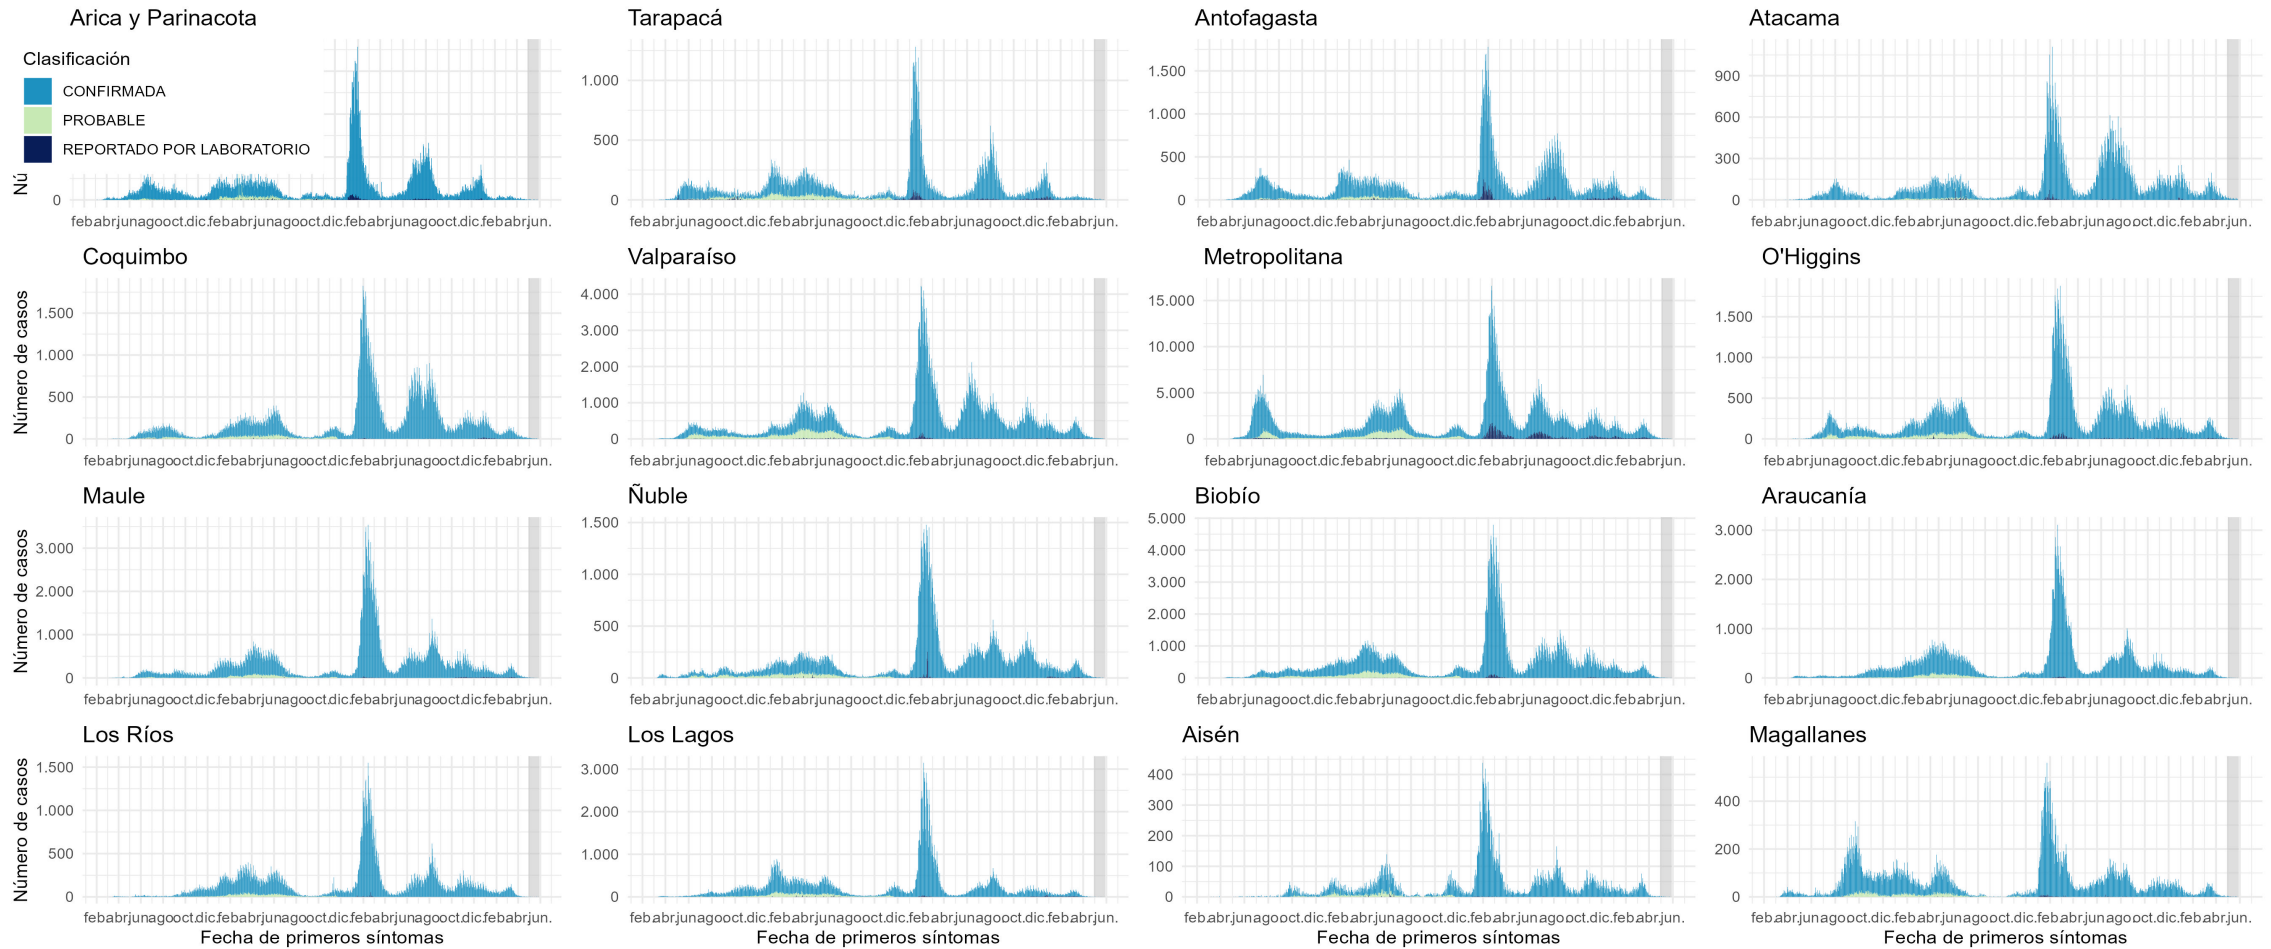 Arica y Parinacota
Clasificación
CONFIRMADA
PROBABLE
REPORTADO POR LABORATORIO
Nú
0
feb. abr. jun. ago. oct. dic. feb. abr. jun. ago. oct. dic. feb. abr. jun. ago. oct. dic. feb. abr. jun.
Tarapacá
1.000
500
0
feb. abr. jun. ago. oct. dic. feb. abr. jun. ago. oct. dic. feb. abr. jun. ago. oct. dic. feb. abr. jun.
Antofagasta
1.500
1.000
500
0
feb. abr. jun. ago. oct. dic. feb. abr. jun. ago. oct. dic. feb. abr. jun. ago. oct. dic. feb. abr. jun.
Atacama
900
600
300
0
feb. abr. jun. ago. oct. dic. feb. abr. jun. ago. oct. dic. feb. abr. jun. ago. oct. dic. feb. abr. jun.
Coquimbo
Número de casos
1.500
1.000
500
0
feb. abr. jun. ago. oct. dic. feb. abr. jun. ago. oct. dic. feb. abr. jun. ago. oct. dic. feb. abr. jun.
Valparaíso
4.000
3.000
2.000
1.000
0
feb. abr. jun. ago. oct. dic. feb. abr. jun. ago. oct. dic. feb. abr. jun. ago. oct. dic. feb. abr. jun.
Metropolitana
15.000
10.000
5.000
0
feb. abr. jun. ago. oct. dic. feb. abr. jun. ago. oct. dic. feb. abr. jun. ago. oct. dic. feb. abr. jun.
O'Higgins
1.500
1.000
500
0
feb. abr. jun. ago. oct. dic. feb. abr. jun. ago. oct. dic. feb. abr. jun. ago. oct. dic. feb. abr. jun.
Maule
Número de casos
3.000
2.000
1.000
0
feb. abr. jun. ago. oct. dic. feb. abr. jun. ago. oct. dic. feb. abr. jun. ago. oct. dic. feb. abr. jun.
Ñuble
1.500
1.000
500
0
feb. abr. jun. ago. oct. dic. feb. abr. jun. ago. oct. dic. feb. abr. jun. ago. oct. dic. feb. abr. jun.
Biobío
5.000
4.000
3.000
2.000
1.000
0
feb. abr. jun. ago. oct. dic. feb. abr. jun. ago. oct. dic. feb. abr. jun. ago. oct. dic. feb. abr. jun.
Araucanía
3.000
2.000
1.000
0
feb. abr. jun. ago. oct. dic. feb. abr. jun. ago. oct. dic. feb. abr. jun. ago. oct. dic. feb. abr. jun.
Los Ríos
Número de casos
1.500
1.000
500
0
feb. abr. jun. ago. oct. dic. feb. abr. jun. ago. oct. dic. feb. abr. jun. ago. oct. dic. feb. abr. jun.
Fecha de primeros síntomas
Los Lagos
3.000
2.000
1.000
0
feb. abr. jun. ago. oct. dic. feb. abr. jun. ago. oct. dic. feb. abr. jun. ago. oct. dic. feb. abr. jun.
Fecha de primeros síntomas
Aisén
400
300
200
100
0
feb. abr. jun. ago. oct. dic. feb. abr. jun. ago. oct. dic. feb. abr. jun. ago. oct. dic. feb. abr. jun.
Fecha de primeros síntomas
Magallanes
400
200
0
feb. abr. jun. ago. oct. dic. feb. abr. jun. ago. oct. dic. feb. abr. jun. ago. oct. dic. feb. abr. jun.
Fecha de primeros síntomas